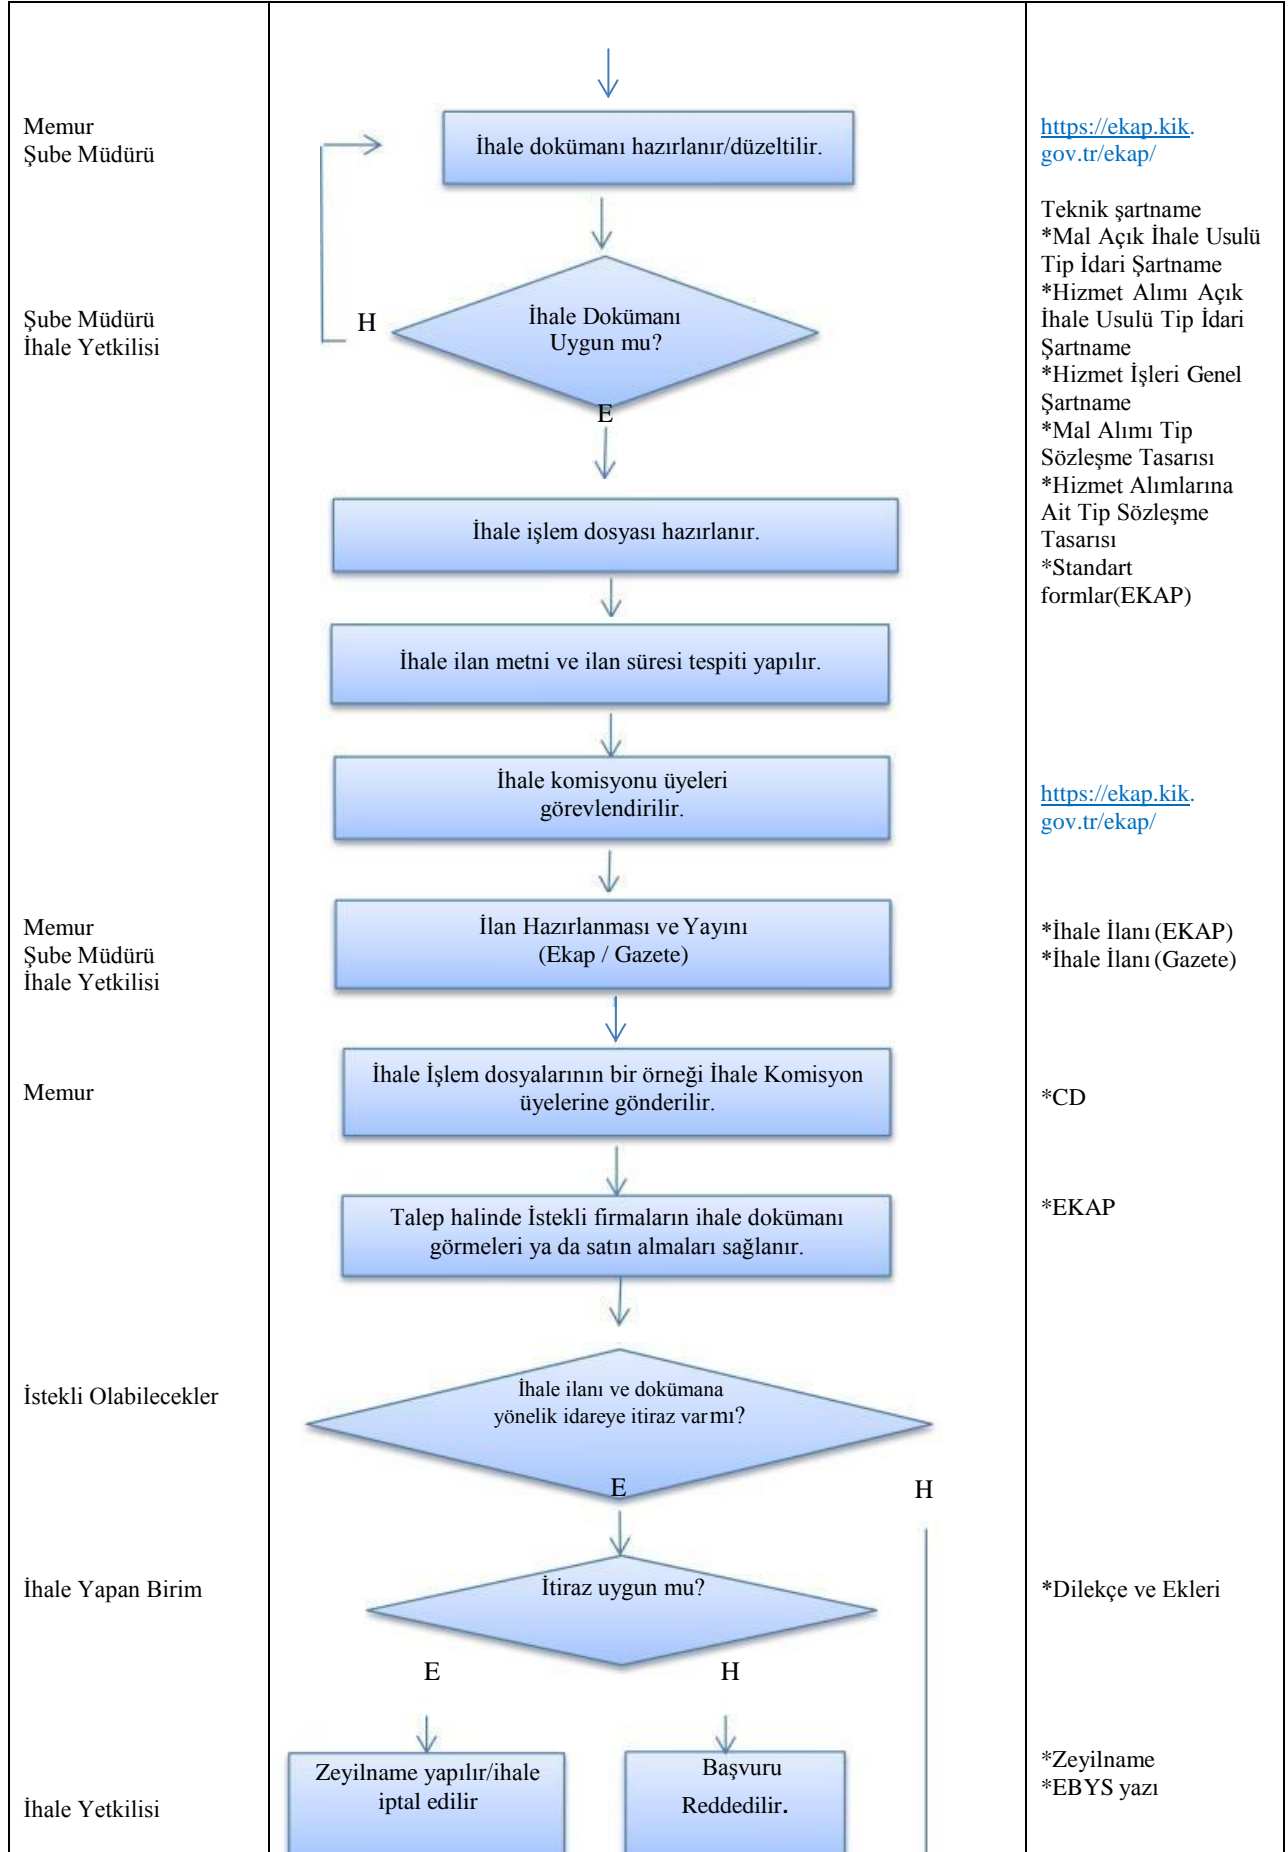 Memur
Şube Müdürü
Şube Müdürü
İhale Yetkilisi
Memur
Şube Müdürü
İhale Yetkilisi
Memur
İstekli Olabilecekler
İhale Yapan Birim
İhale Yetkilisi
İhale dokümanı hazırlanır/düzeltilir.
H
İhale Dokümanı
Uygun mu?
E
İhale işlem dosyası hazırlanır.
İhale ilan metni ve ilan süresi tespiti yapılır.
İhale komisyonu üyeleri
görevlendirilir.
İlan Hazırlanması ve Yayını
(Ekap / Gazete)
İhale İşlem dosyalarının bir örneği İhale Komisyon
üyelerine gönderilir.
Talep halinde İstekli firmaların ihale dokümanı
görmeleri ya da satın almaları sağlanır.
İhale ilanı ve dokümana
yönelik idareye itiraz var mı?
E
H
İtiraz uygun mu?
E
H
Zeyilname yapılır/ihale
iptal edilir
Başvuru
Reddedilir.
https://ekap.kik.
gov.tr/ekap/
Teknik şartname
*Mal Açık İhale Usulü
Tip İdari Şartname
*Hizmet Alımı Açık
İhale Usulü Tip İdari
Şartname
*Hizmet İşleri Genel
Şartname
*Mal Alımı Tip
Sözleşme Tasarısı
*Hizmet Alımlarına
Ait Tip Sözleşme
Tasarısı
*Standart
formlar(EKAP)
https://ekap.kik.
gov.tr/ekap/
*İhale İlanı (EKAP)
*İhale İlanı (Gazete)
*CD
*EKAP
*Dilekçe ve Ekleri
*Zeyilname
*EBYS yazı